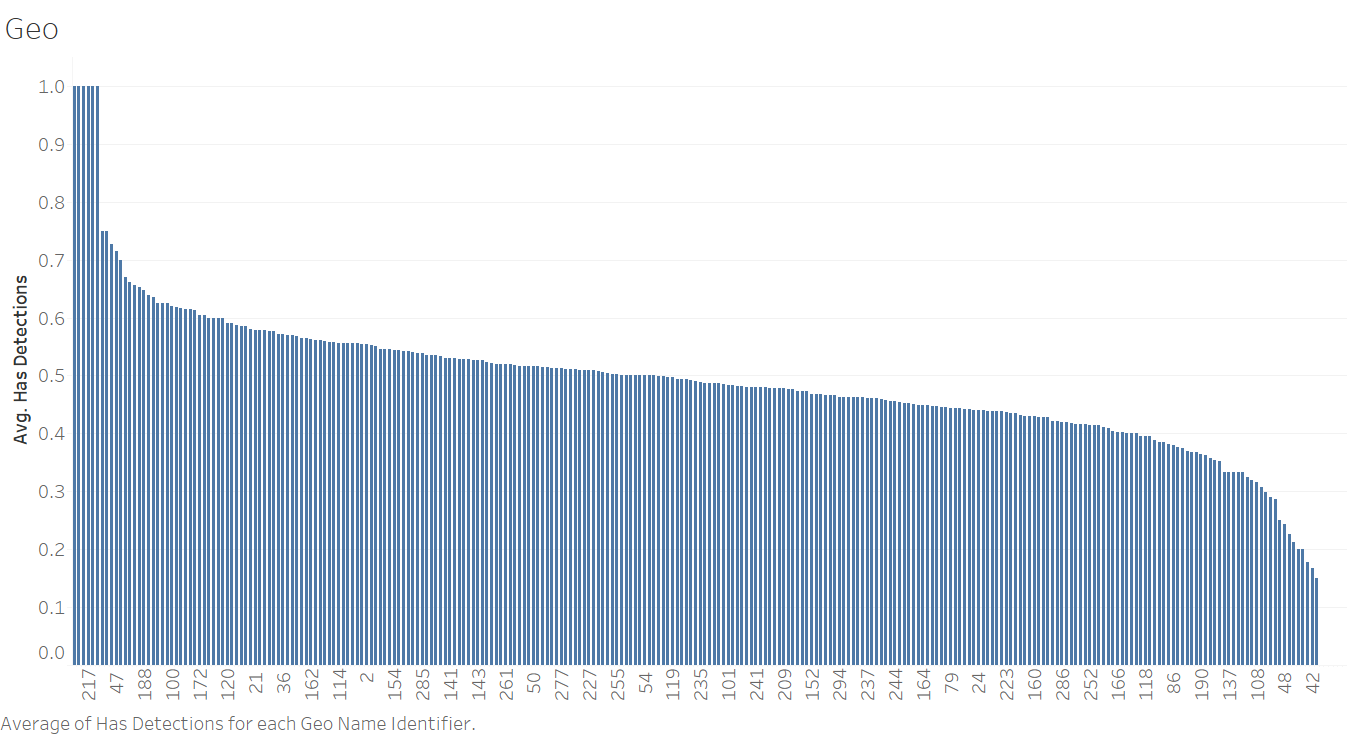 Geo
1.0
0.9
0.8
0.7
0.6
0.5
0.4
0.3
0.2
0.1
0.0
Avg. Has Detections
217 47 188 100 172 120 21 36 162 114 2 154 285 141 143 261 50 277 227 255 54 119 235 101 241 209 152 294 237 244 164 79 24 223 160 286 252 166 118 86 190 137 108 48 42
Average of Has Detections for each Geo Name Identifier.